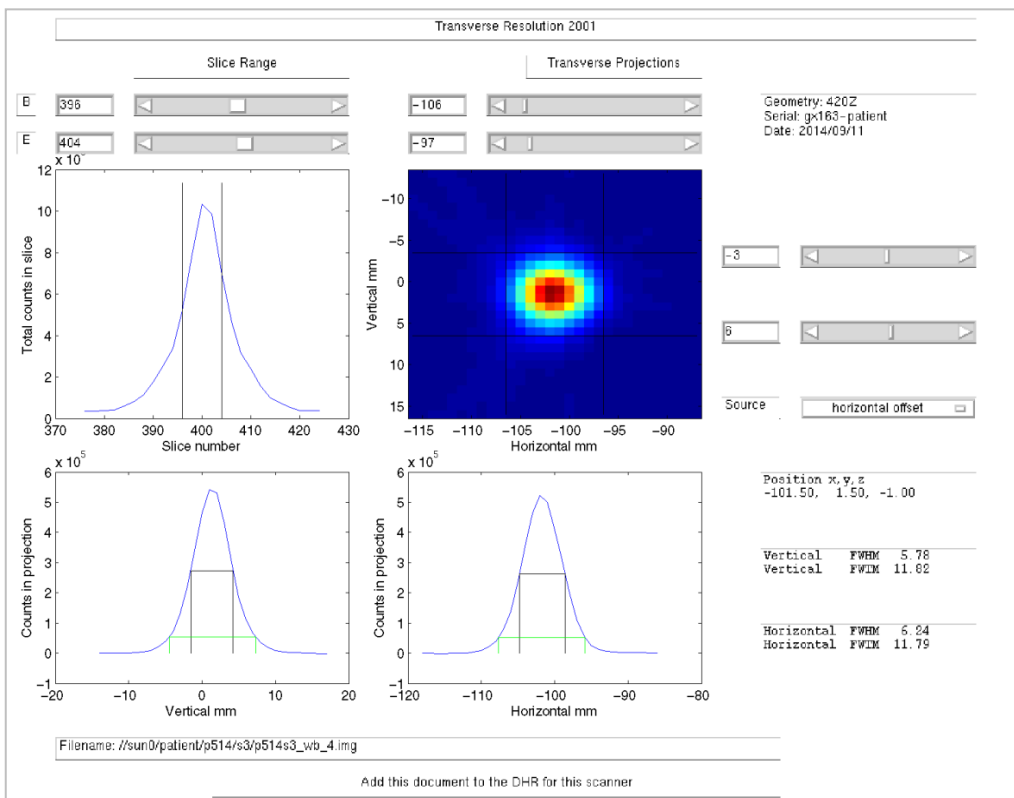 Transverse Resolution 2001
Slice Range
Transverse Projections
B 396 -106
E 404 -97
Geometry: 420Z
Serial: gx163-patient
Date: 2014/09/11
12
10
8
6
4
2
0
370 380 390 400 410 420 430
Total counts in slice
Slice number
-10
-5
0
5
10
15
-115 -110 -105 -100 -95 -90
Vertical mm
Horizontal mm
-3
6
Source horizontal offset
x 10^5
6
5
4
3
2
1
0
-1
-20 -10 0 10 20
Counts in projection
Vertical mm
x 10^5
6
5
4
3
2
1
0
-1
-120 -110 -100 -90 -80
Counts in projection
Horizontal mm
Position x,y,z
-101.50, 1.50, -1.00
Vertical FWHM 5.78
Vertical FWTM 11.82
Horizontal FWHM 6.24
Horizontal FWTM 11.79
Filename: //sun0/patient/p514/s3/p514s3_wb_4.img
Add this document to the DHR for this scanner